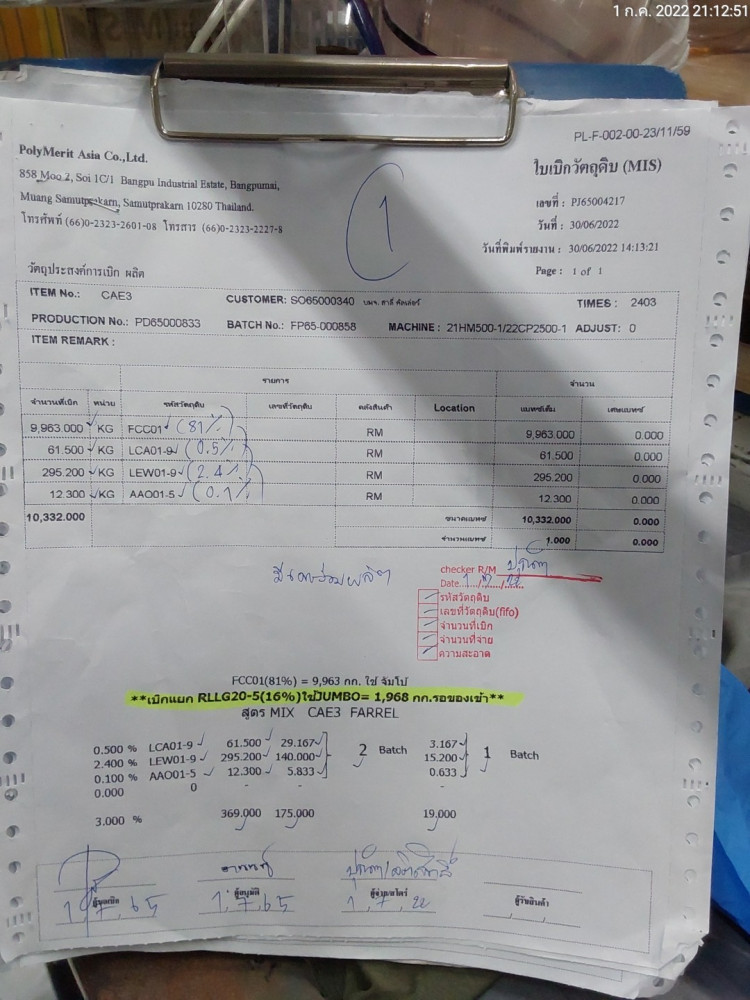 1 ก.ค. 2022 21:12:51
PL-F-002-00-23/11/59
PolyMerit Asia Co.,Ltd.
858 Moo 2, Soi 1C/1 Bangpu Industrial Estate, Bangpumai,
Muang Samutprakarn, Samutprakarn 10280 Thailand.
โทรศัพท์ (66)0-2323-2601-08 โทรสาร (66)0-2323-2227-8
ใบเบิกวัตถุดิบ (MIS)
เลขที่ : PJ65004217
วันที่ : 30/06/2022
วันที่พิมพ์รายงาน : 30/06/2022 14:13:21
Page : 1 of 1
1
วัตถุประสงค์การเบิก ผลิต
ITEM No.: CAE3 CUSTOMER: SO65000340 บมจ. สาลี่ คัลเล่อร์ TIMES : 2403
PRODUCTION No.: PD65000833 BATCH No.: FP65-000858 MACHINE : 21HM500-1/22CP2500-1 ADJUST: 0
ITEM REMARK :
รายการ จำนวน
จำนวนที่เบิก หน่วย รหัสวัตถุดิบ เลขที่วัตถุดิบ คลังสินค้า Location แบทซ์เต็ม เศษแบทซ์
9,963.000 KG FCC01 (81%) RM 9,963.000 0.000
61.500 KG LCA01-9 (0.5%) RM 61.500 0.000
295.200 KG LEW01-9 (2.4%) RM 295.200 0.000
12.300 KG AAO01-5 (0.1%) RM 12.300 0.000
10,332.000 ขนาดแบทซ์ 10,332.000 0.000
จำนวนแบทซ์ 1.000 0.000
checker R/M
Date 1 / 7 / 22
รหัสวัตถุดิบ
เลขที่วัตถุดิบ(fifo)
จำนวนที่เบิก
จำนวนที่จ่าย
ความสะอาด
FCC01(81%) = 9,963 กก. ใช้ จัมโบ้
**เบิกแยก RLLG20-5(16%)ใช้JUMBO= 1,968 กก.รอของเข้า**
สูตร MIX CAE3 FARREL
0.500 % LCA01-9 61.500 29.167 3.167
2.400 % LEW01-9 295.200 140.000 2 Batch 15.200 1 Batch
0.100 % AAO01-5 12.300 5.833 0.633
0.000 0 - - -
3.000 % 369.000 175.000 19.000
ผู้ขอเบิก ผู้อนุมัติ ผู้จ่ายสโตร์ ผู้รับสินค้า
1, 7, 65 1, 7, 65 1, 7, 22